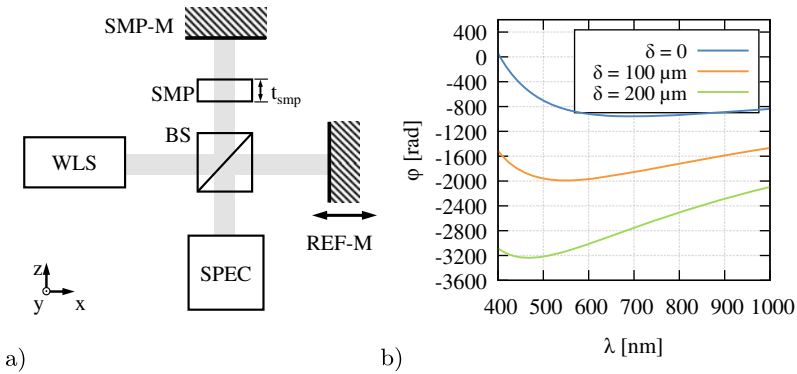 SMP-M
SMP
t_smp
BS
WLS
REF-M
SPEC
z
y
x
a)
400
0
-400
-800
-1200
-1600
-2000
-2400
-2800
-3200
-3600
φ [rad]
δ = 0
δ = 100 µm
δ = 200 µm
400 500 600 700 800 900 1000
λ [nm]
b)